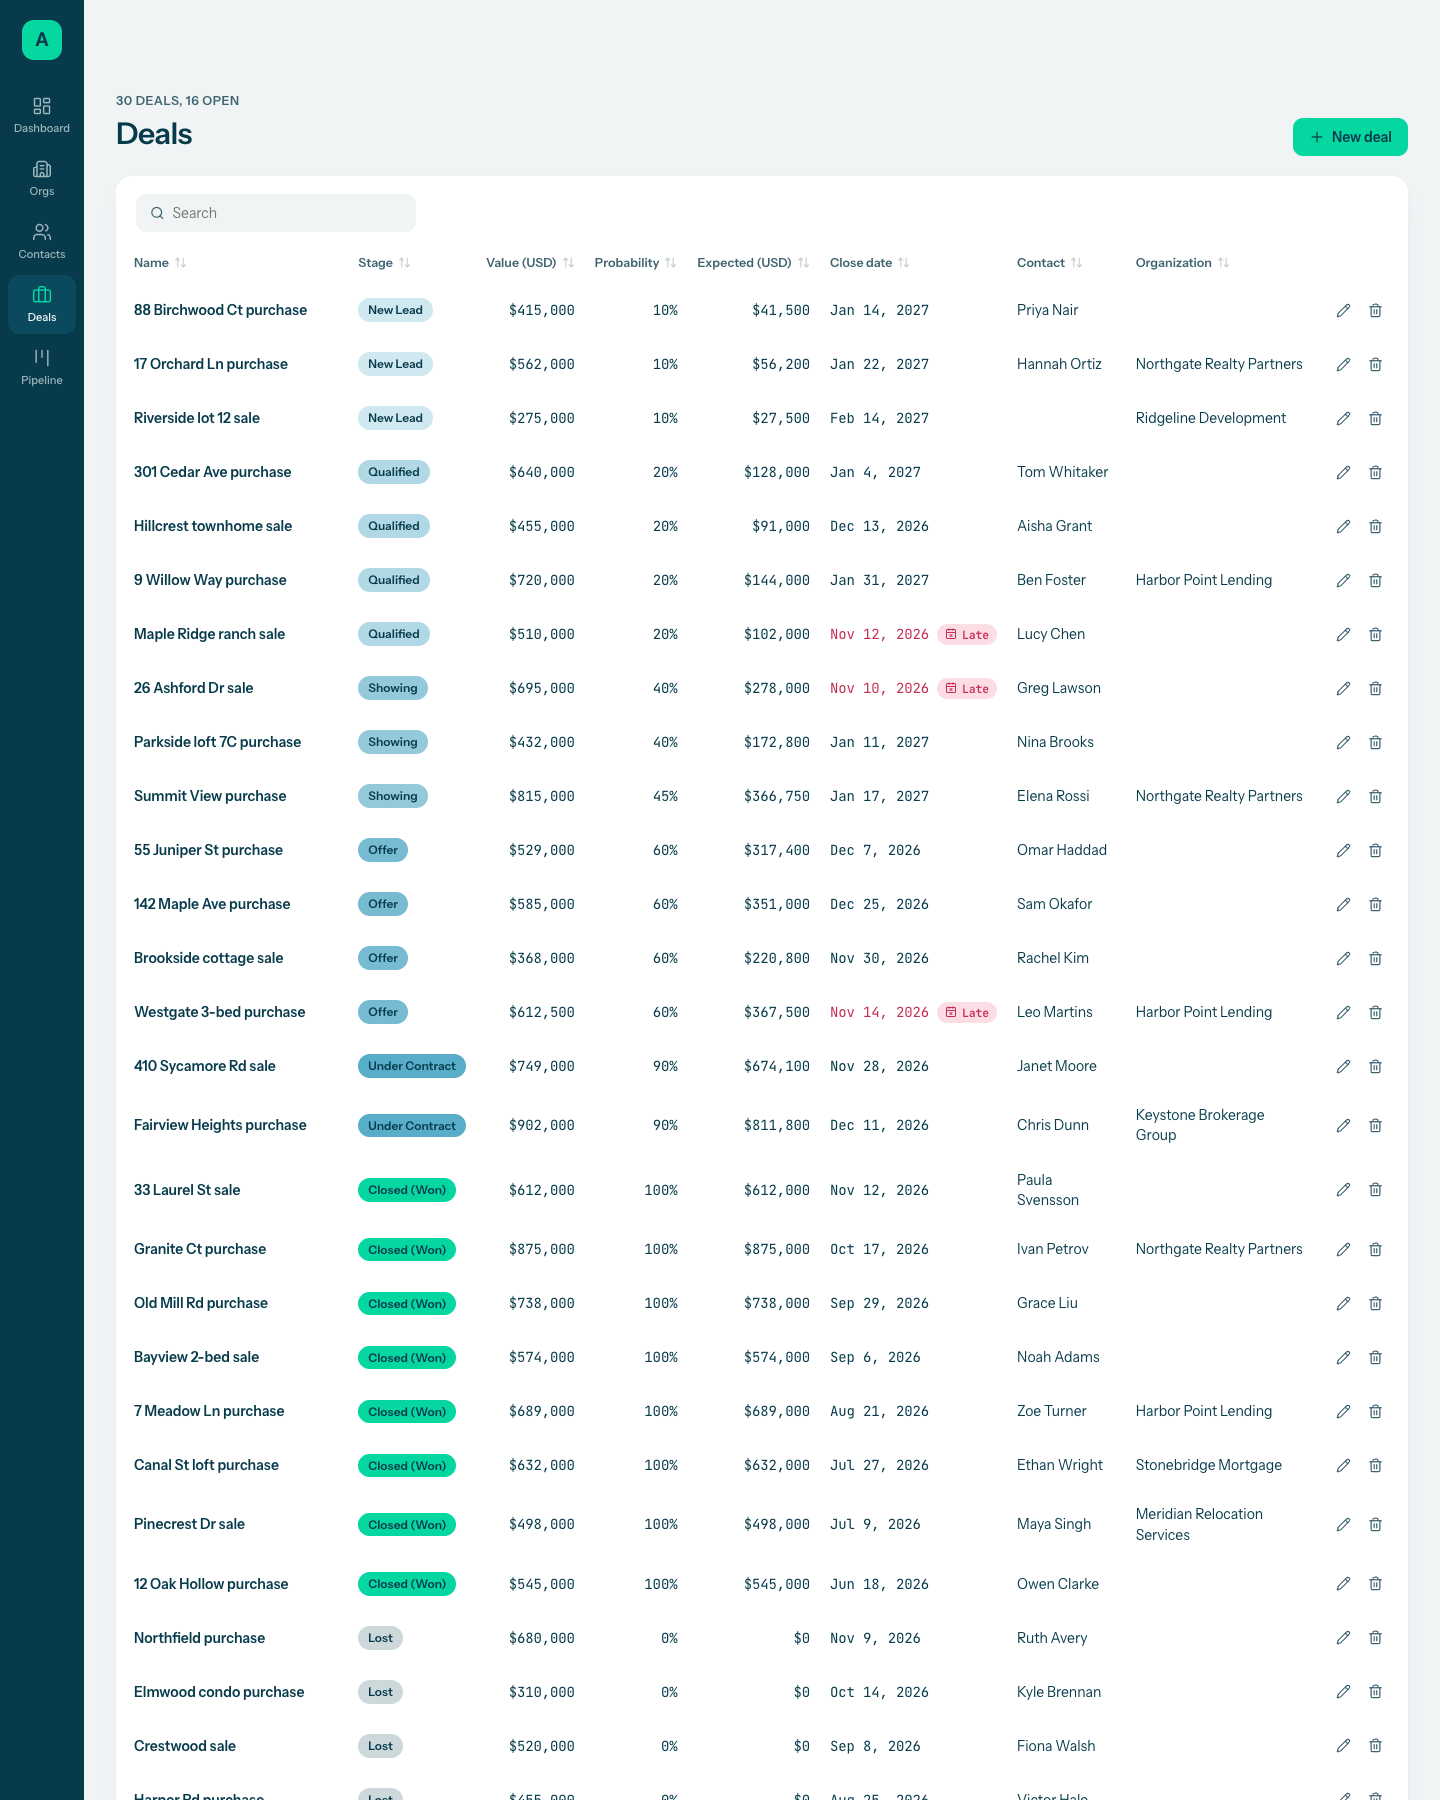 A
Dashboard
Orgs
Contacts
Deals
Pipeline
30 DEALS, 16 OPEN
Deals
New deal
Search
Name Stage Value (USD) Probability Expected (USD) Close date Contact Organization
88 Birchwood Ct purchase New Lead $415,000 10% $41,500 Jan 14, 2027 Priya Nair
17 Orchard Ln purchase New Lead $562,000 10% $56,200 Jan 22, 2027 Hannah Ortiz Northgate Realty Partners
Riverside lot 12 sale New Lead $275,000 10% $27,500 Feb 14, 2027 Ridgeline Development
301 Cedar Ave purchase Qualified $640,000 20% $128,000 Jan 4, 2027 Tom Whitaker
Hillcrest townhome sale Qualified $455,000 20% $91,000 Dec 13, 2026 Aisha Grant
9 Willow Way purchase Qualified $720,000 20% $144,000 Jan 31, 2027 Ben Foster Harbor Point Lending
Maple Ridge ranch sale Qualified $510,000 20% $102,000 Nov 12, 2026 Late Lucy Chen
26 Ashford Dr sale Showing $695,000 40% $278,000 Nov 10, 2026 Late Greg Lawson
Parkside loft 7C purchase Showing $432,000 40% $172,800 Jan 11, 2027 Nina Brooks
Summit View purchase Showing $815,000 45% $366,750 Jan 17, 2027 Elena Rossi Northgate Realty Partners
55 Juniper St purchase Offer $529,000 60% $317,400 Dec 7, 2026 Omar Haddad
142 Maple Ave purchase Offer $585,000 60% $351,000 Dec 25, 2026 Sam Okafor
Brookside cottage sale Offer $368,000 60% $220,800 Nov 30, 2026 Rachel Kim
Westgate 3-bed purchase Offer $612,500 60% $367,500 Nov 14, 2026 Late Leo Martins Harbor Point Lending
410 Sycamore Rd sale Under Contract $749,000 90% $674,100 Nov 28, 2026 Janet Moore
Fairview Heights purchase Under Contract $902,000 90% $811,800 Dec 11, 2026 Chris Dunn Keystone Brokerage
Group
33 Laurel St sale Closed (Won) $612,000 100% $612,000 Nov 12, 2026 Paula
Svensson
Granite Ct purchase Closed (Won) $875,000 100% $875,000 Oct 17, 2026 Ivan Petrov Northgate Realty Partners
Old Mill Rd purchase Closed (Won) $738,000 100% $738,000 Sep 29, 2026 Grace Liu
Bayview 2-bed sale Closed (Won) $574,000 100% $574,000 Sep 6, 2026 Noah Adams
7 Meadow Ln purchase Closed (Won) $689,000 100% $689,000 Aug 21, 2026 Zoe Turner Harbor Point Lending
Canal St loft purchase Closed (Won) $632,000 100% $632,000 Jul 27, 2026 Ethan Wright Stonebridge Mortgage
Pinecrest Dr sale Closed (Won) $498,000 100% $498,000 Jul 9, 2026 Maya Singh Meridian Relocation
Services
12 Oak Hollow purchase Closed (Won) $545,000 100% $545,000 Jun 18, 2026 Owen Clarke
Northfield purchase Lost $680,000 0% $0 Nov 9, 2026 Ruth Avery
Elmwood condo purchase Lost $310,000 0% $0 Oct 14, 2026 Kyle Brennan
Crestwood sale Lost $520,000 0% $0 Sep 8, 2026 Fiona Walsh
Harper Rd purchase Lost $455,000 0% $0 Aug 25, 2026 Victor Hale